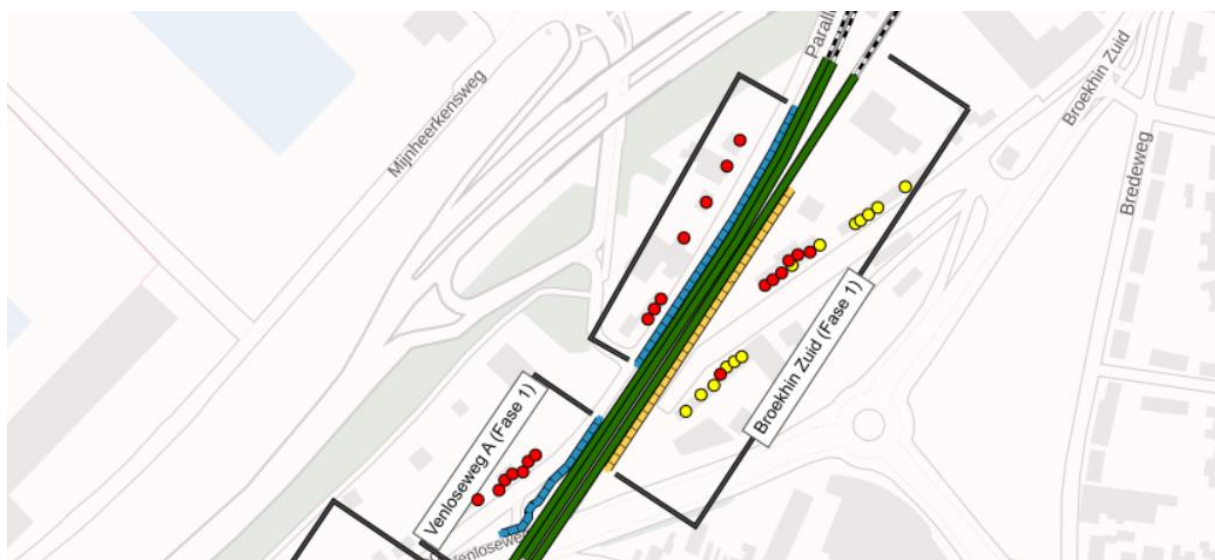 Parall
Mijnheerkensweg
Broekhin Zuid
Bredeweg
Broekhin Zuid (Fase 1)
Venloseweg A (Fase 1)
Venloseweg